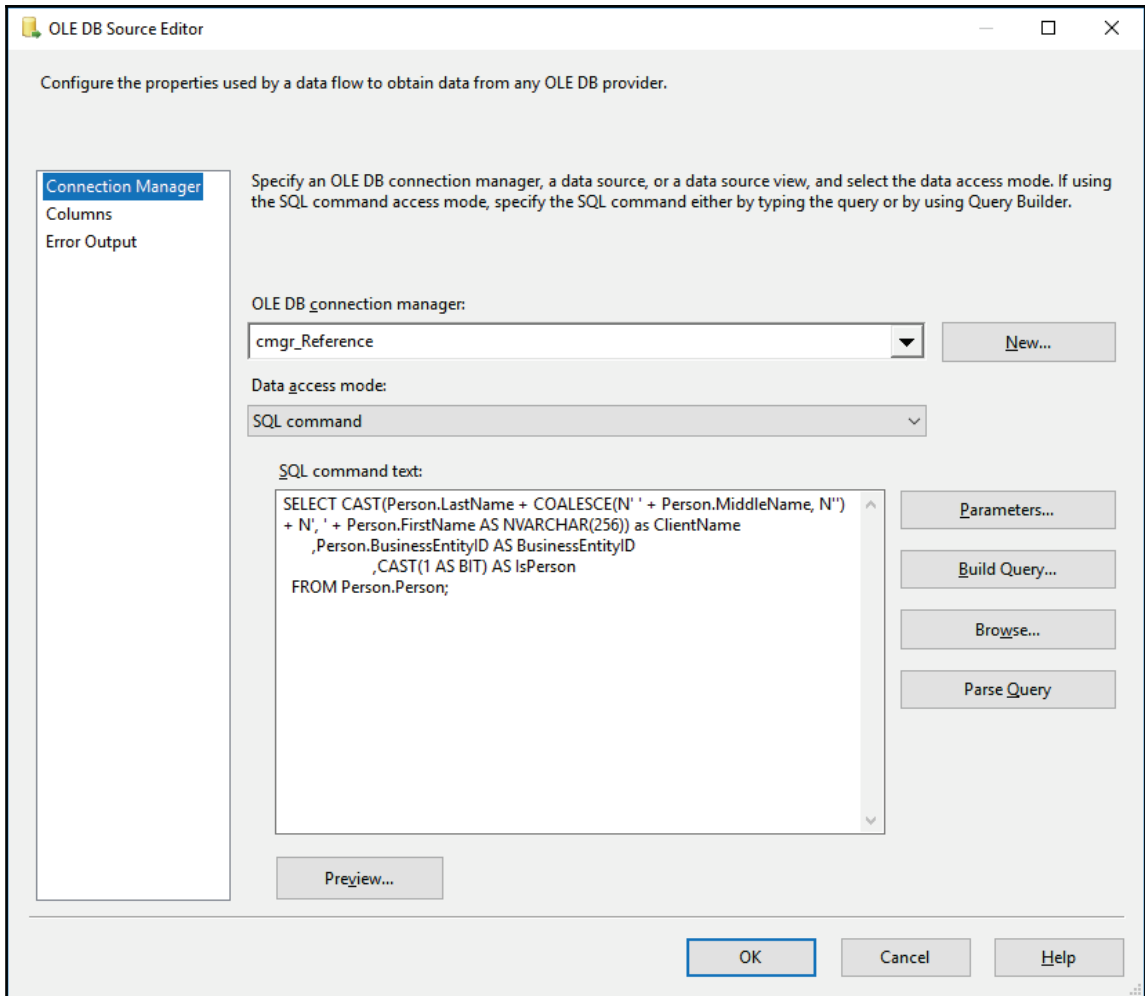 OLE DB Source Editor
Configure the properties used by a data flow to obtain data from any OLE DB provider.
Connection Manager
Columns
Error Output
Specify an OLE DB connection manager, a data source, or a data source view, and select the data access mode. If using
the SQL command access mode, specify the SQL command either by typing the query or by using Query Builder.
OLE DB connection manager:
cmgr_Reference
New...
Data access mode:
SQL command
SQL command text:
SELECT CAST(Person.LastName + COALESCE(N' ' + Person.MiddleName, N'')
+ N', ' + Person.FirstName AS NVARCHAR(256)) as ClientName
,Person.BusinessEntityID AS BusinessEntityID
,CAST(1 AS BIT) AS IsPerson
FROM Person.Person;
Parameters...
Build Query...
Browse...
Parse Query
Preview...
OK
Cancel
Help